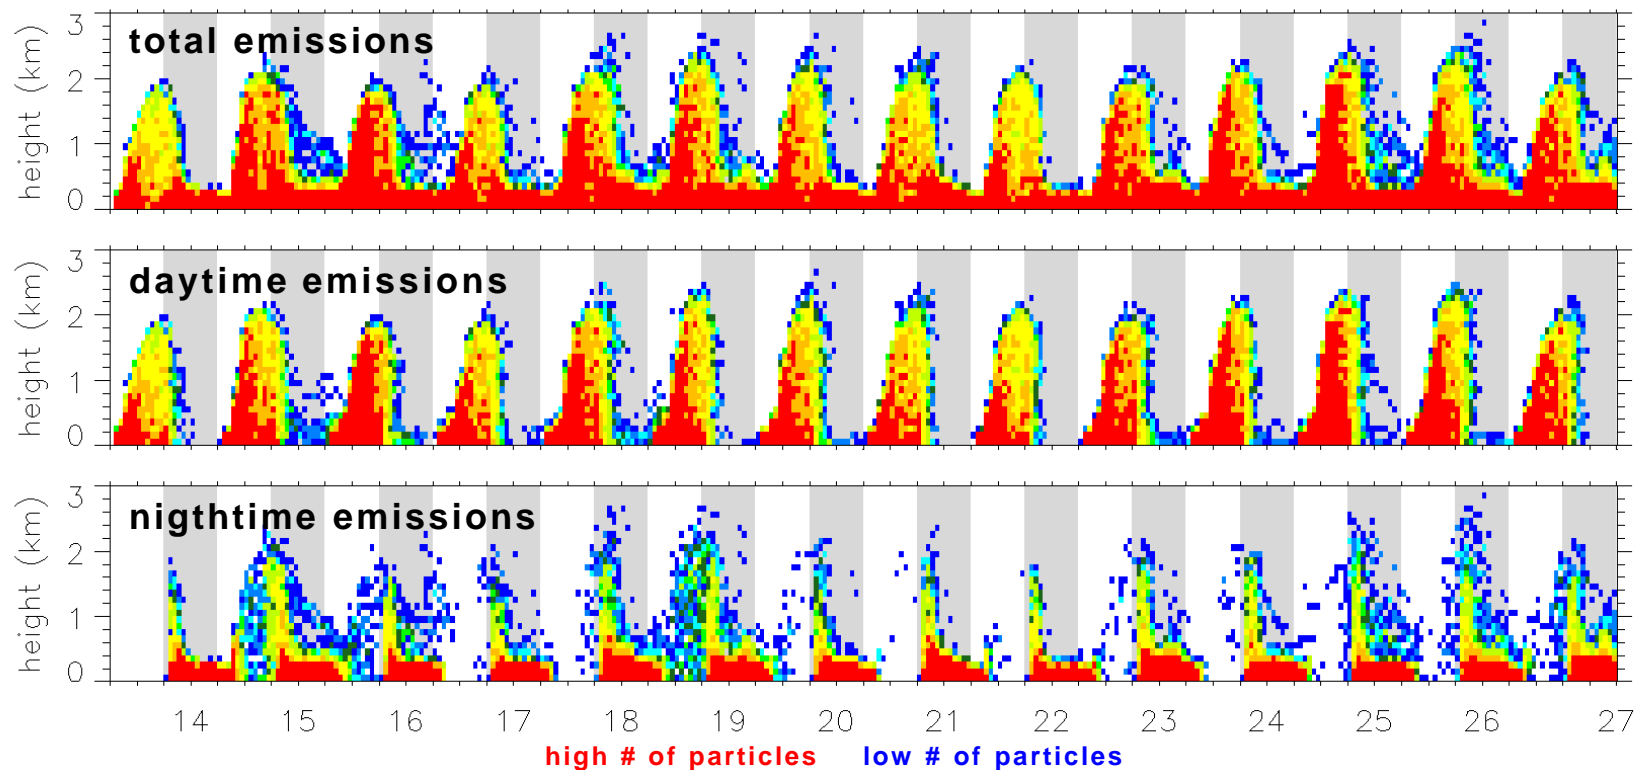 total emissions
height (km)
3
2
1
0
daytime emissions
height (km)
3
2
1
0
nigthtime emissions
height (km)
3
2
1
0
14 15 16 17 18 19 20 21 22 23 24 25 26 27
high # of particles low # of particles